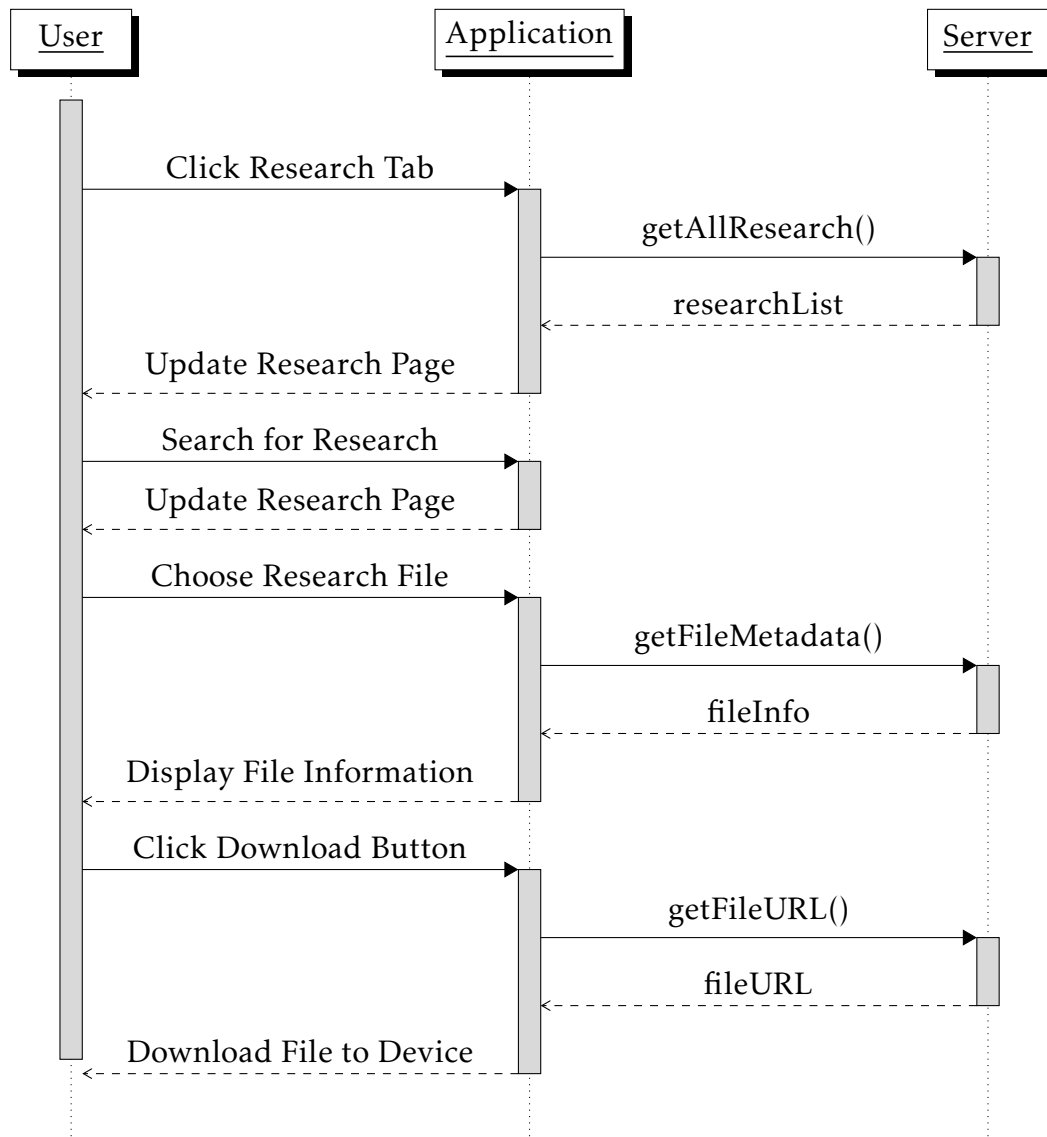 User
Application
Server
Click Research Tab
getAllResearch()
researchList
Update Research Page
Search for Research
Update Research Page
Choose Research File
getFileMetadata()
fileInfo
Display File Information
Click Download Button
getFileURL()
fileURL
Download File to Device